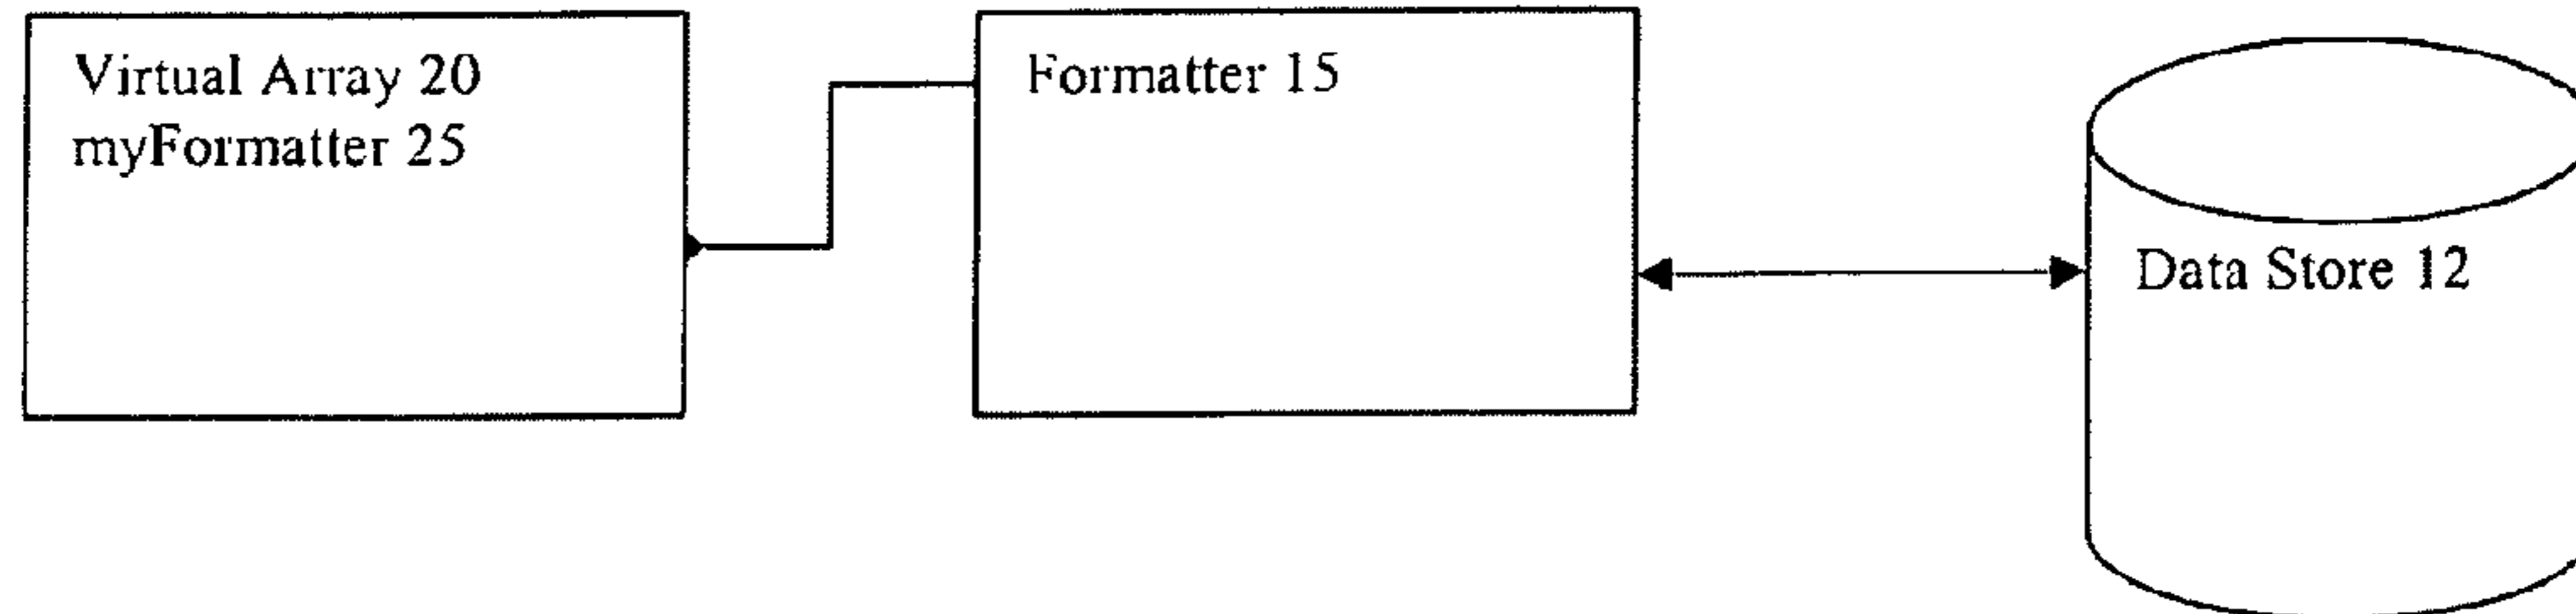 Virtual Array 20
myFormatter 25
Formatter 15
Data Store 12